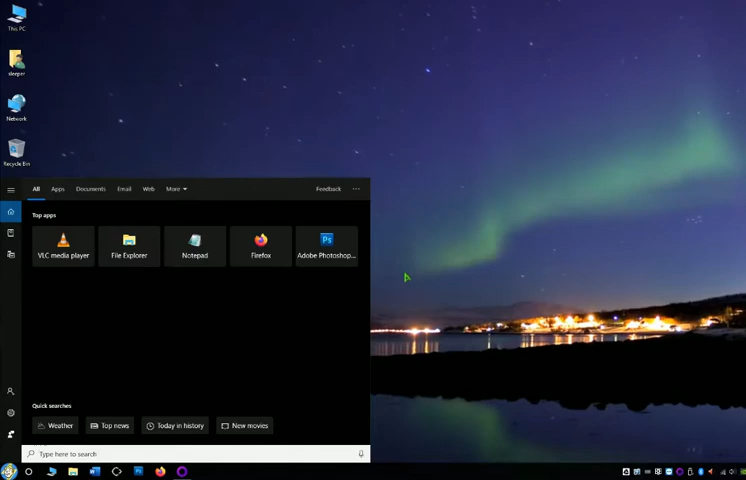 This PC
sleeper
Network
Recycle Bin
All Apps Documents Email Web More Feedback
Top apps
VLC media player File Explorer Notepad Firefox Adobe Photoshop...
Quick searches
Weather Top news Today in history New movies
Type here to search